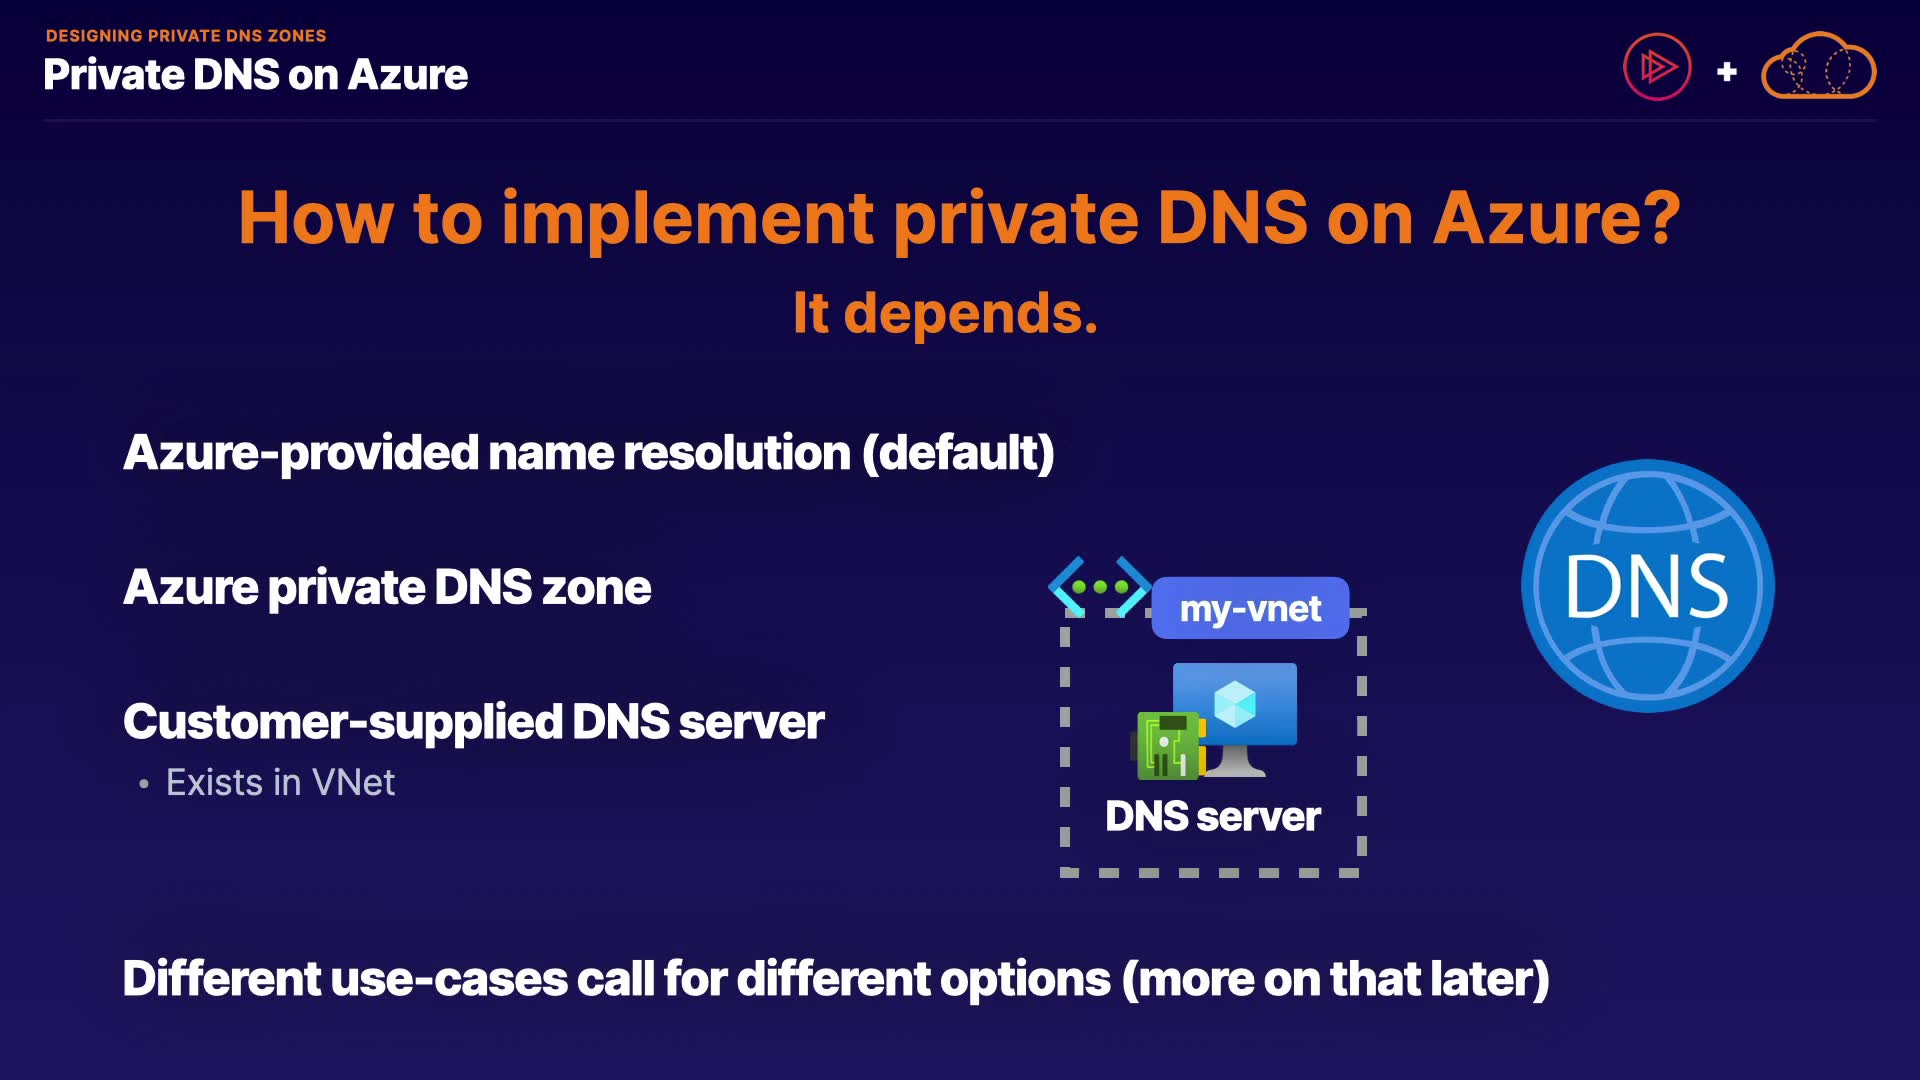 DESIGNING PRIVATE DNS ZONES
Private DNS on Azure
+
How to implement private DNS on Azure?
It depends.
Azure-provided name resolution (default)
Azure private DNS zone
Customer-supplied DNS server
• Exists in VNet
my-vnet
DNS server
DNS
Different use-cases call for different options (more on that later)